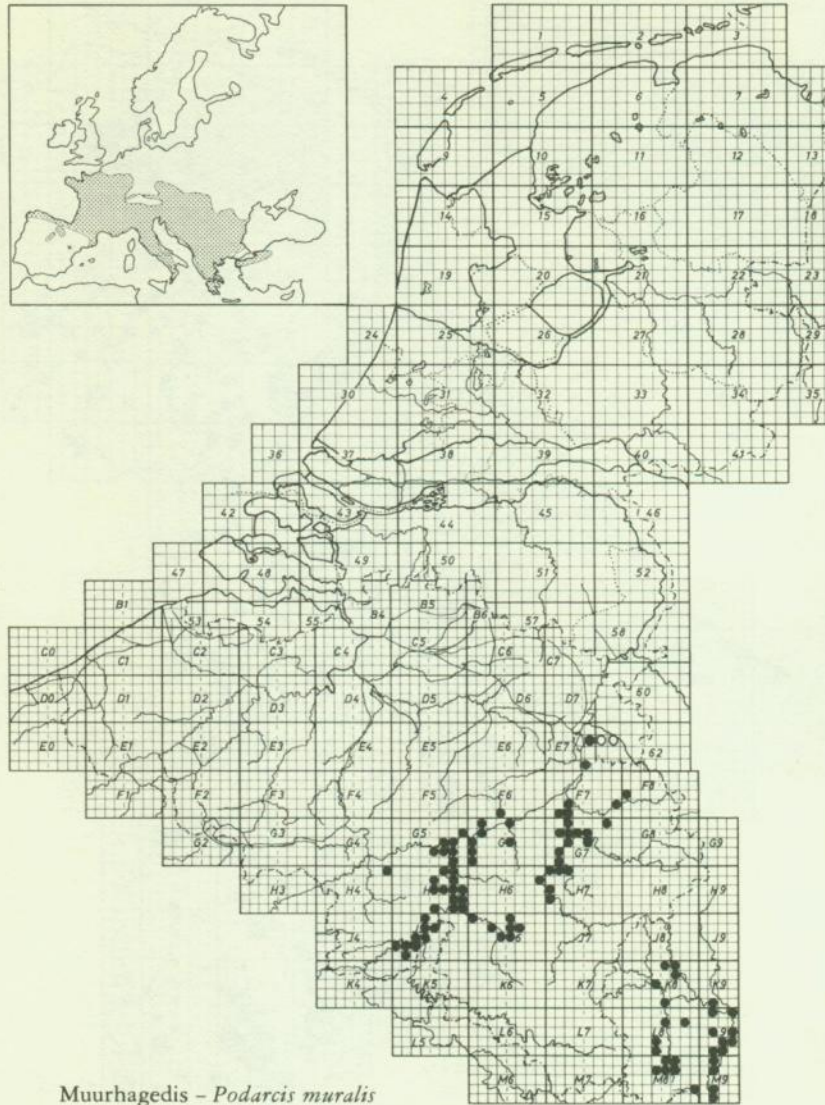 1 2 3
4 5 6 7 8
9 10 11 12 13
14 15 16 17 18
19 20 21 22 23
24 25 26 27 28 29
30 31 32 33 34 35
36 37 38 39 40 41
42 43 44 45 46
47 48 49 50 51 52
B1 53 54 55 B4 B5 B6 57 58
C0 C1 C2 C3 C4 C5 C6 C7
D0 D1 D2 D3 D4 D5 D6 D7 60
E0 E1 E2 E3 E4 E5 E6 E7 62
F1 F2 F3 F4 F5 F6 F7 F8
G2 G3 G4 G5 G7 G8 G9
H3 H4 H6 H7 H8 H9
J4 J7 J8 J9
K4 K5 K6 K7 K8 K9
L5 L6 L7 L8
M6 M7 M8 M9
Muurhagedis – Podarcis muralis